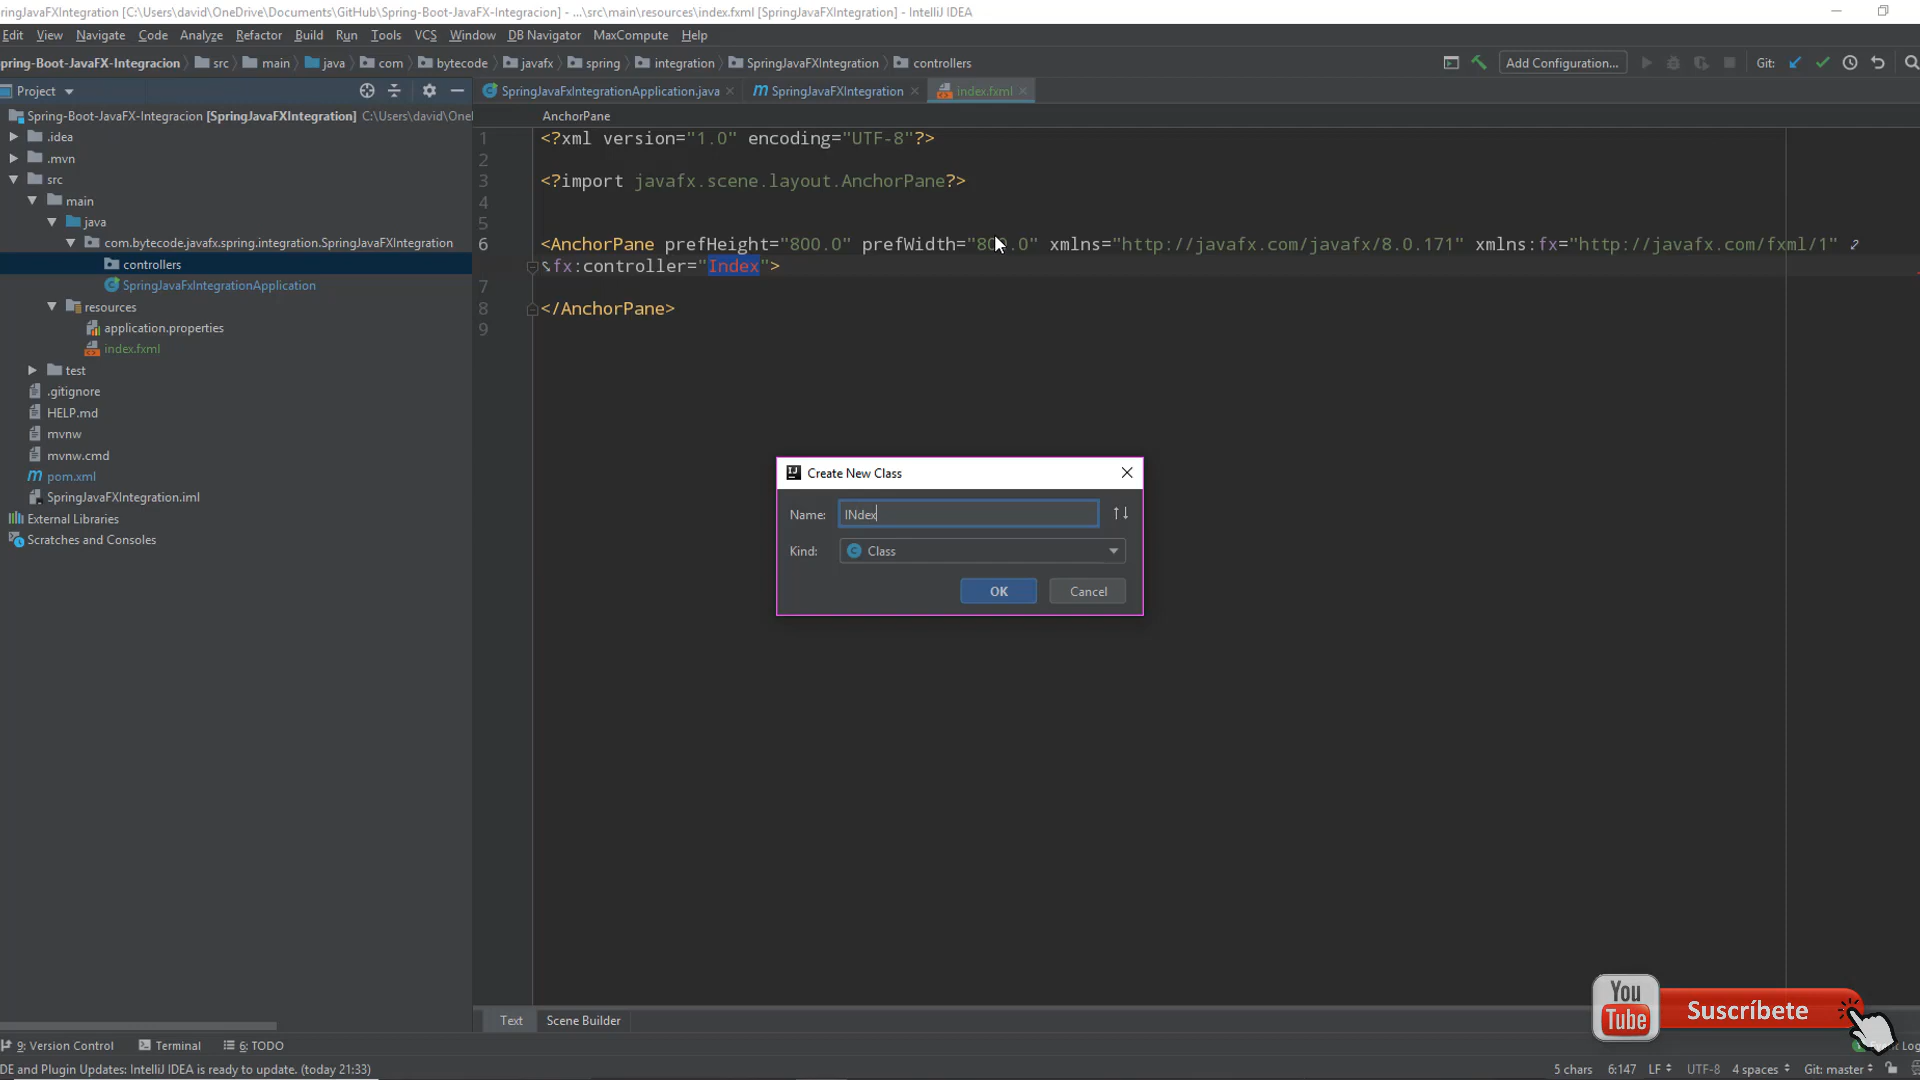 ringJavaFXIntegration [C:\Users\david\OneDrive\Documents\GitHub\Spring-Boot-JavaFX-Integracion] - ...\src\main\resources\index.fxml [SpringJavaFXIntegration] - IntelliJ IDEA
Edit View Navigate Code Analyze Refactor Build Run Tools VCS Window DB Navigator MaxCompute Help
pring-Boot-JavaFX-Integracion src main java com bytecode javafx spring integration SpringJavaFXIntegration controllers Add Configuration... Git:
Project SpringJavaFxIntegrationApplication.java SpringJavaFXIntegration index.fxml
Spring-Boot-JavaFX-Integracion [SpringJavaFXIntegration] C:\Users\david\OneI
.idea
.mvn
src
main
java
com.bytecode.javafx.spring.integration.SpringJavaFXIntegration
controllers
SpringJavaFxIntegrationApplication
resources
application.properties
index.fxml
test
.gitignore
HELP.md
mvnw
mvnw.cmd
pom.xml
SpringJavaFXIntegration.iml
External Libraries
Scratches and Consoles
AnchorPane
1 <?xml version="1.0" encoding="UTF-8"?>
2
3 <?import javafx.scene.layout.AnchorPane?>
4
5
6 <AnchorPane prefHeight="800.0" prefWidth="800.0" xmlns="http://javafx.com/javafx/8.0.171" xmlns:fx="http://javafx.com/fxml/1"
fx:controller="Index">
7
8 </AnchorPane>
9
Create New Class
Name: INdex
Kind: Class
OK Cancel
Text Scene Builder
You Tube Suscríbete
9: Version Control Terminal 6: TODO Event Log
DE and Plugin Updates: IntelliJ IDEA is ready to update. (today 21:33) 5 chars 6:147 LF UTF-8 4 spaces Git: master